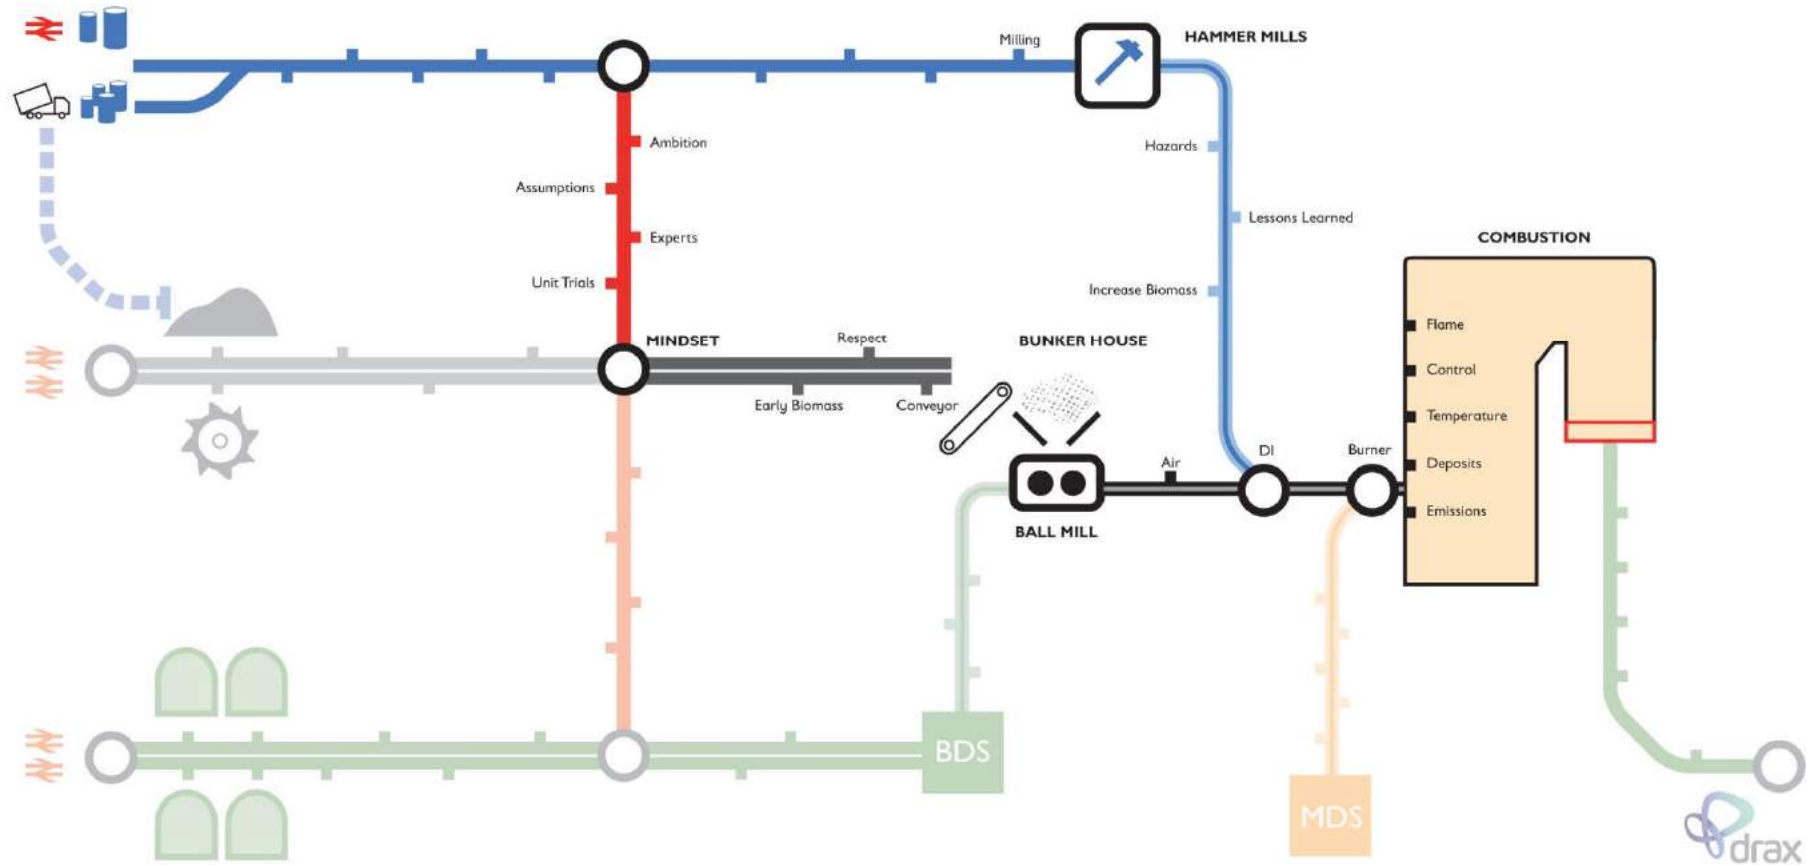 Milling
HAMMER MILLS
Ambition
Hazards
Assumptions
Lessons Learned
Experts
COMBUSTION
Unit Trials
Increase Biomass
Flame
MINDSET
Respect
BUNKER HOUSE
Control
Early Biomass
Conveyor
Temperature
Air
DI
Burner
Deposits
Emissions
BALL MILL
BDS
MDS
drax